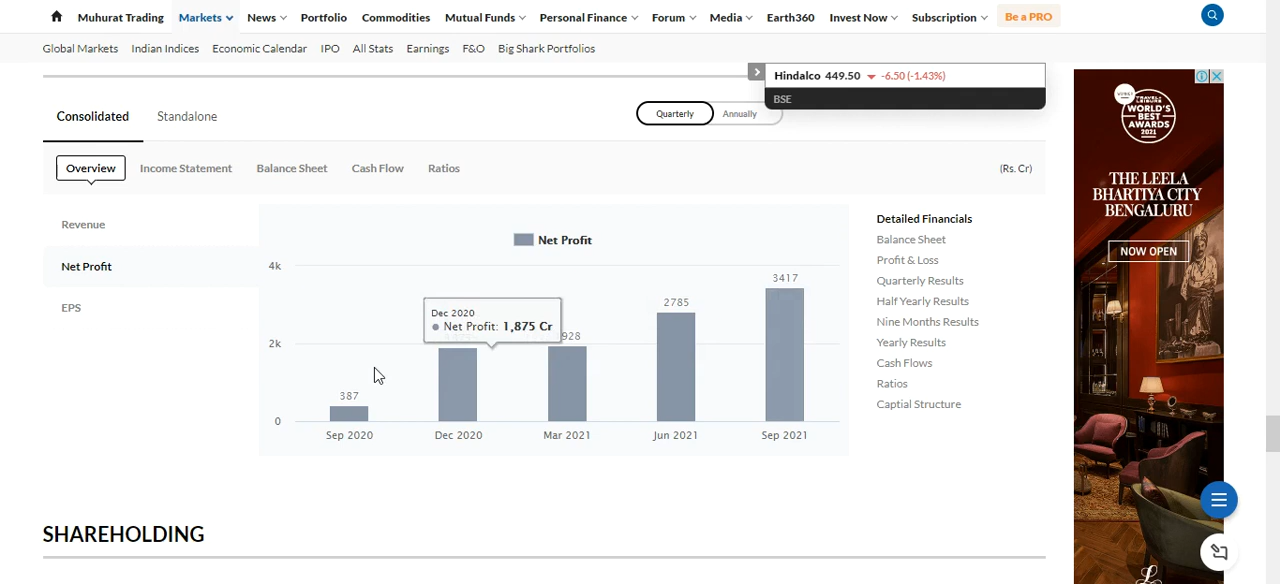 Muhurat Trading Markets News Portfolio Commodities Mutual Funds Personal Finance Forum Media Earth360 Invest Now Subscription Be a PRO
Global Markets Indian Indices Economic Calendar IPO All Stats Earnings F&O Big Shark Portfolios
Hindalco 449.50 -6.50 (-1.43%)
BSE
Consolidated Standalone
Quarterly Annually
Overview Income Statement Balance Sheet Cash Flow Ratios (Rs. Cr)
Revenue
Net Profit
EPS
Net Profit
4k
2k
0
387
928
2785
3417
Dec 2020
Net Profit: 1,875 Cr
Sep 2020 Dec 2020 Mar 2021 Jun 2021 Sep 2021
Detailed Financials
Balance Sheet
Profit & Loss
Quarterly Results
Half Yearly Results
Nine Months Results
Yearly Results
Cash Flows
Ratios
Captial Structure
SHAREHOLDING
TRAVEL+
LEISURE
WORLD'S
BEST
AWARDS
2021
THE LEELA
BHARTIYA CITY
BENGALURU
NOW OPEN